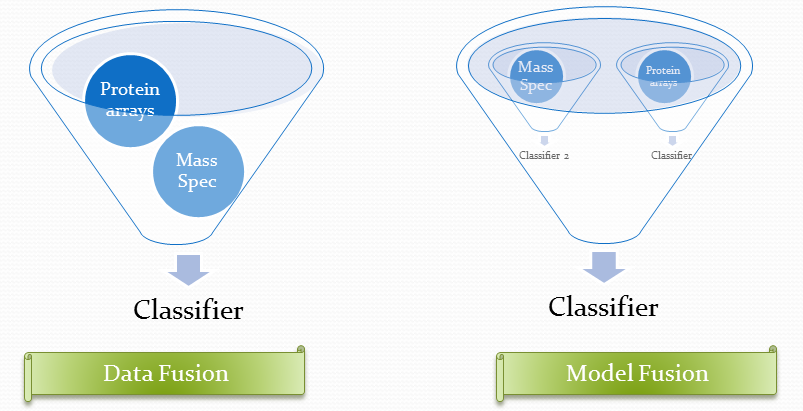 Protein
arrays
Mass
Spec
Classifier
Data Fusion
Mass
Spec
Protein
arrays
Classifier 2
Classifier
Classifier
Model Fusion